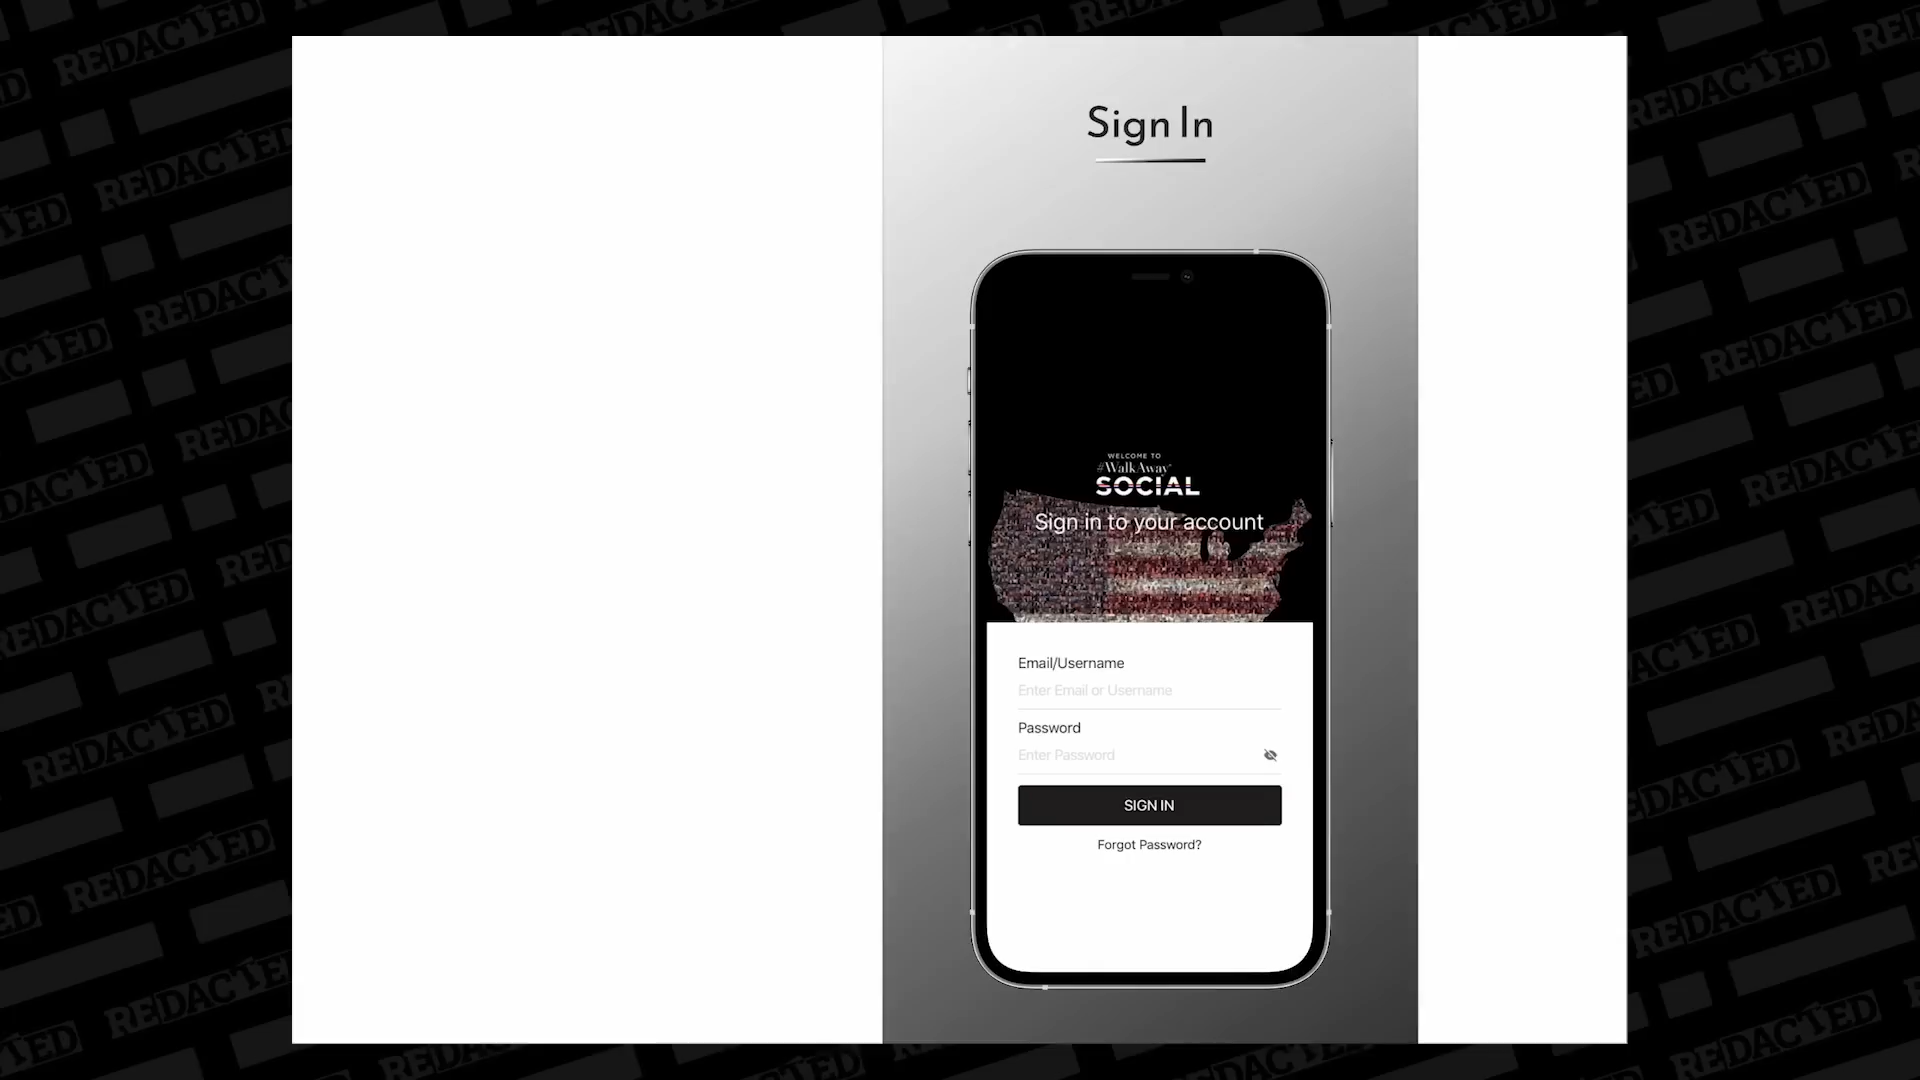 Sign In
WELCOME TO
#WalkAway
SOCIAL
Sign in to your account
Email/Username
Enter Email or Username
Password
Enter Password
SIGN IN
Forgot Password?
REDACTED